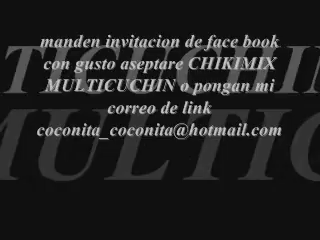 manden invitacion de face book
con gusto aseptare CHIKIMIX
MULTICUCHIN o pongan mi
correo de link
coconita_coconita@hotmail.com